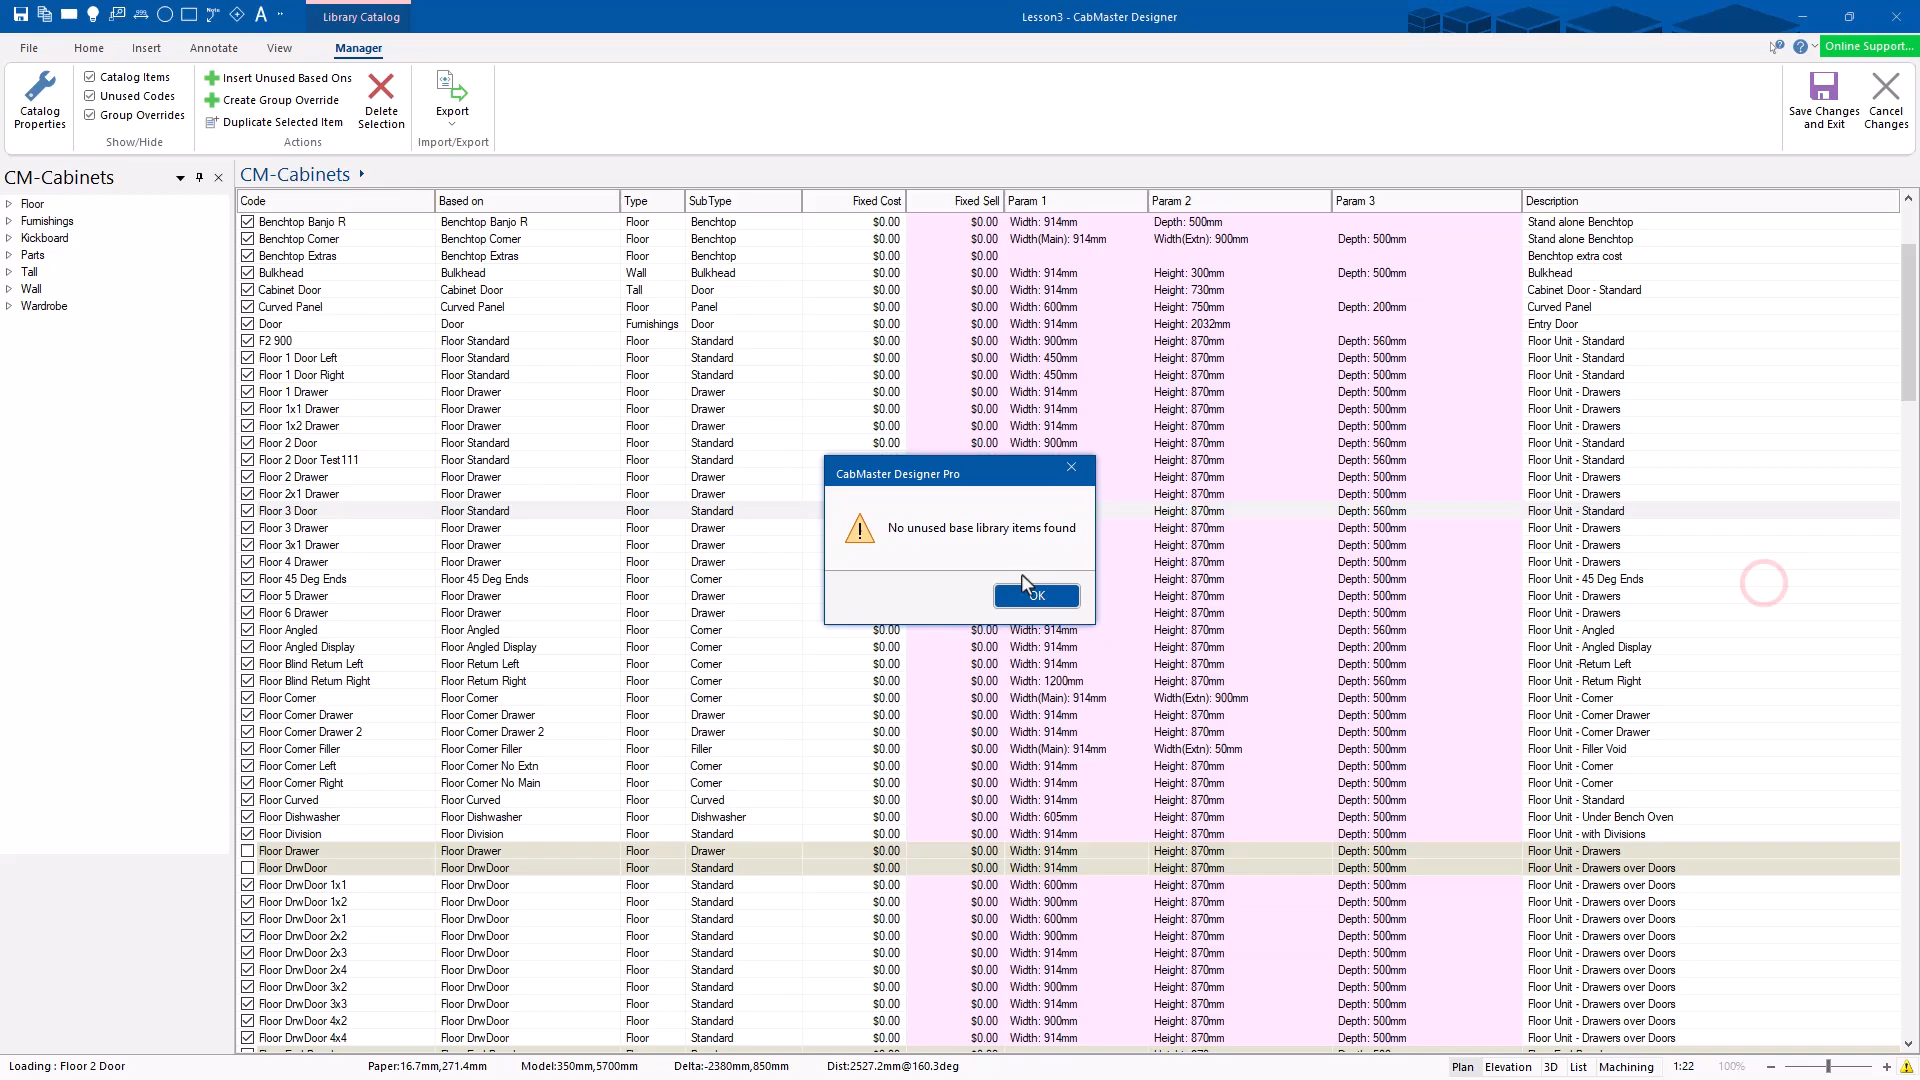 Library Catalog
Lesson3 - CabMaster Designer
File Home Insert Annotate View Manager
Online Support...
Catalog Properties
Catalog Items
Unused Codes
Group Overrides
Show/Hide
Insert Unused Based Ons
Create Group Override
Duplicate Selected Item
Delete Selection
Actions
Export
Import/Export
Save Changes and Exit
Cancel Changes
CM-Cabinets
Floor
Furnishings
Kickboard
Parts
Tall
Wall
Wardrobe
CM-Cabinets
Code Based on Type SubType Fixed Cost Fixed Sell Param 1 Param 2 Param 3 Description
Benchtop Banjo R Benchtop Banjo R Floor Benchtop $0.00 $0.00 Width: 914mm Depth: 500mm Stand alone Benchtop
Benchtop Corner Benchtop Corner Floor Benchtop $0.00 $0.00 Width(Main): 914mm Width(Extn): 900mm Depth: 500mm Stand alone Benchtop
Benchtop Extras Benchtop Extras Floor Benchtop $0.00 $0.00 Benchtop extra cost
Bulkhead Bulkhead Wall Bulkhead $0.00 $0.00 Width: 914mm Height: 300mm Depth: 500mm Bulkhead
Cabinet Door Cabinet Door Tall Door $0.00 $0.00 Width: 914mm Height: 730mm Cabinet Door - Standard
Curved Panel Curved Panel Floor Panel $0.00 $0.00 Width: 600mm Height: 750mm Depth: 200mm Curved Panel
Door Door Furnishings Door $0.00 $0.00 Width: 914mm Height: 2032mm Entry Door
F2 900 Floor Standard Floor Standard $0.00 $0.00 Width: 900mm Height: 870mm Depth: 560mm Floor Unit - Standard
Floor 1 Door Left Floor Standard Floor Standard $0.00 $0.00 Width: 450mm Height: 870mm Depth: 500mm Floor Unit - Standard
Floor 1 Door Right Floor Standard Floor Standard $0.00 $0.00 Width: 450mm Height: 870mm Depth: 500mm Floor Unit - Standard
Floor 1 Drawer Floor Drawer Floor Drawer $0.00 $0.00 Width: 914mm Height: 870mm Depth: 500mm Floor Unit - Drawers
Floor 1x1 Drawer Floor Drawer Floor Drawer $0.00 $0.00 Width: 914mm Height: 870mm Depth: 500mm Floor Unit - Drawers
Floor 1x2 Drawer Floor Drawer Floor Drawer $0.00 $0.00 Width: 914mm Height: 870mm Depth: 500mm Floor Unit - Drawers
Floor 2 Door Floor Standard Floor Standard $0.00 $0.00 Width: 900mm Height: 870mm Depth: 560mm Floor Unit - Standard
Floor 2 Door Test111 Floor Standard Floor Standard Height: 870mm Depth: 560mm Floor Unit - Standard
Floor 2 Drawer Floor Drawer Floor Drawer Height: 870mm Depth: 500mm Floor Unit - Drawers
Floor 2x1 Drawer Floor Drawer Floor Drawer Height: 870mm Depth: 500mm Floor Unit - Drawers
Floor 3 Door Floor Standard Floor Standard Height: 870mm Depth: 560mm Floor Unit - Standard
Floor 3 Drawer Floor Drawer Floor Drawer Height: 870mm Depth: 500mm Floor Unit - Drawers
Floor 3x1 Drawer Floor Drawer Floor Drawer Height: 870mm Depth: 500mm Floor Unit - Drawers
Floor 4 Drawer Floor Drawer Floor Drawer Height: 870mm Depth: 500mm Floor Unit - Drawers
Floor 45 Deg Ends Floor 45 Deg Ends Floor Corner Height: 870mm Depth: 500mm Floor Unit - 45 Deg Ends
Floor 5 Drawer Floor Drawer Floor Drawer Height: 870mm Depth: 500mm Floor Unit - Drawers
Floor 6 Drawer Floor Drawer Floor Drawer Height: 870mm Depth: 500mm Floor Unit - Drawers
Floor Angled Floor Angled Floor Corner $0.00 $0.00 Width: 914mm Height: 870mm Depth: 560mm Floor Unit - Angled
Floor Angled Display Floor Angled Display Floor Corner $0.00 $0.00 Width: 914mm Height: 870mm Depth: 200mm Floor Unit - Angled Display
Floor Blind Return Left Floor Return Left Floor Corner $0.00 $0.00 Width: 914mm Height: 870mm Depth: 500mm Floor Unit -Return Left
Floor Blind Return Right Floor Return Right Floor Corner $0.00 $0.00 Width: 1200mm Height: 870mm Depth: 560mm Floor Unit - Return Right
Floor Corner Floor Corner Floor Corner $0.00 $0.00 Width(Main): 914mm Width(Extn): 900mm Depth: 500mm Floor Unit - Corner
Floor Corner Drawer Floor Corner Drawer Floor Drawer $0.00 $0.00 Width: 914mm Height: 870mm Depth: 500mm Floor Unit - Corner Drawer
Floor Corner Drawer 2 Floor Corner Drawer 2 Floor Drawer $0.00 $0.00 Width: 914mm Height: 870mm Depth: 500mm Floor Unit - Corner Drawer
Floor Corner Filler Floor Corner Filler Floor Filler $0.00 $0.00 Width(Main): 914mm Width(Extn): 50mm Depth: 500mm Floor Unit - Filler Void
Floor Corner Left Floor Corner No Extn Floor Corner $0.00 $0.00 Width: 914mm Height: 870mm Depth: 500mm Floor Unit - Corner
Floor Corner Right Floor Corner No Main Floor Corner $0.00 $0.00 Width: 914mm Height: 870mm Depth: 500mm Floor Unit - Corner
Floor Curved Floor Curved Floor Curved $0.00 $0.00 Width: 914mm Height: 870mm Depth: 500mm Floor Unit - Standard
Floor Dishwasher Floor Dishwasher Floor Dishwasher $0.00 $0.00 Width: 605mm Height: 870mm Depth: 500mm Floor Unit - Under Bench Oven
Floor Division Floor Division Floor Standard $0.00 $0.00 Width: 914mm Height: 870mm Depth: 500mm Floor Unit - with Divisions
Floor Drawer Floor Drawer Floor Drawer $0.00 $0.00 Width: 914mm Height: 870mm Depth: 500mm Floor Unit - Drawers
Floor DrwDoor Floor DrwDoor Floor Standard $0.00 $0.00 Width: 914mm Height: 870mm Depth: 500mm Floor Unit - Drawers over Doors
Floor DrwDoor 1x1 Floor DrwDoor Floor Standard $0.00 $0.00 Width: 600mm Height: 870mm Depth: 500mm Floor Unit - Drawers over Doors
Floor DrwDoor 1x2 Floor DrwDoor Floor Standard $0.00 $0.00 Width: 900mm Height: 870mm Depth: 500mm Floor Unit - Drawers over Doors
Floor DrwDoor 2x1 Floor DrwDoor Floor Standard $0.00 $0.00 Width: 600mm Height: 870mm Depth: 500mm Floor Unit - Drawers over Doors
Floor DrwDoor 2x2 Floor DrwDoor Floor Standard $0.00 $0.00 Width: 900mm Height: 870mm Depth: 500mm Floor Unit - Drawers over Doors
Floor DrwDoor 2x3 Floor DrwDoor Floor Standard $0.00 $0.00 Width: 914mm Height: 870mm Depth: 500mm Floor Unit - Drawers over Doors
Floor DrwDoor 2x4 Floor DrwDoor Floor Standard $0.00 $0.00 Width: 914mm Height: 870mm Depth: 500mm Floor Unit - Drawers over Doors
Floor DrwDoor 3x2 Floor DrwDoor Floor Standard $0.00 $0.00 Width: 900mm Height: 870mm Depth: 500mm Floor Unit - Drawers over Doors
Floor DrwDoor 3x3 Floor DrwDoor Floor Standard $0.00 $0.00 Width: 914mm Height: 870mm Depth: 500mm Floor Unit - Drawers over Doors
Floor DrwDoor 4x2 Floor DrwDoor Floor Standard $0.00 $0.00 Width: 900mm Height: 870mm Depth: 500mm Floor Unit - Drawers over Doors
Floor DrwDoor 4x4 Floor DrwDoor Floor Standard $0.00 $0.00 Width: 914mm Height: 870mm Depth: 500mm Floor Unit - Drawers over Doors
CabMaster Designer Pro
No unused base library items found
OK
Loading : Floor 2 Door Paper:16.7mm,271.4mm Model:350mm,5700mm Delta:-2380mm,850mm Dist:2527.2mm@160.3deg Plan Elevation 3D List Machining 1:22 100%